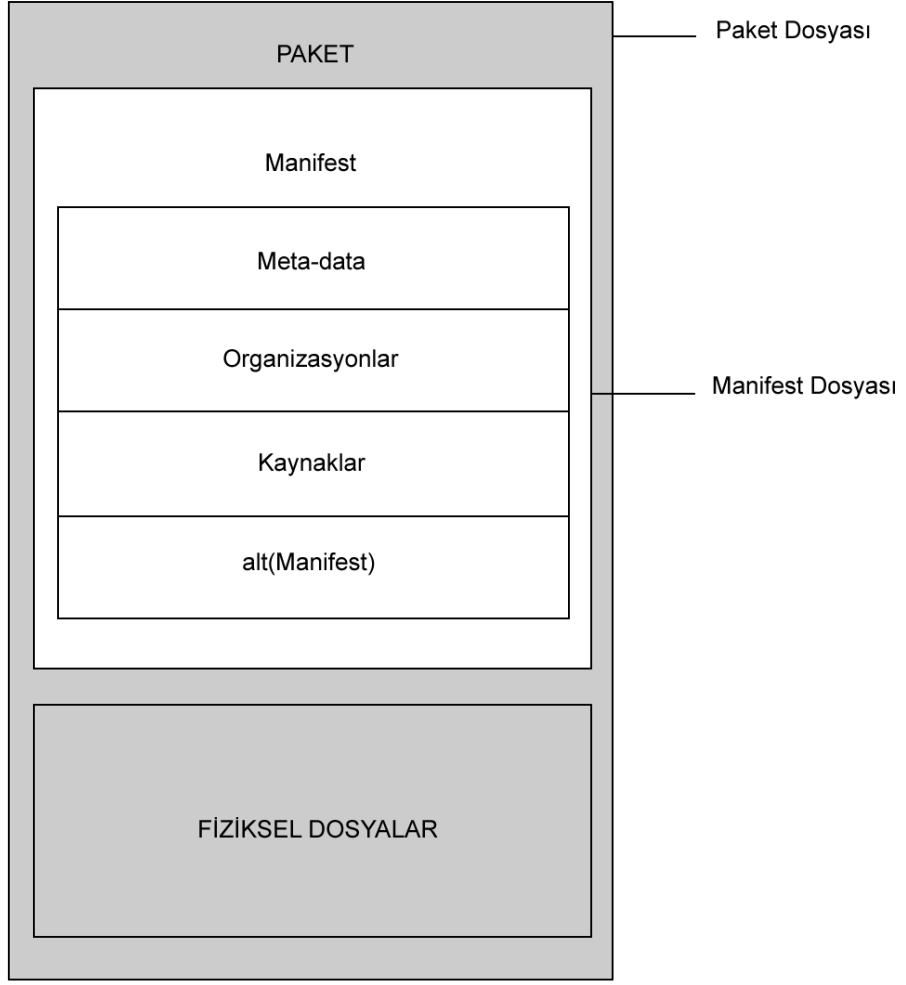 Paket Dosyası
PAKET
Manifest
Meta-data
Organizasyonlar
Manifest Dosyası
Kaynaklar
alt(Manifest)
FİZİKSEL DOSYALAR